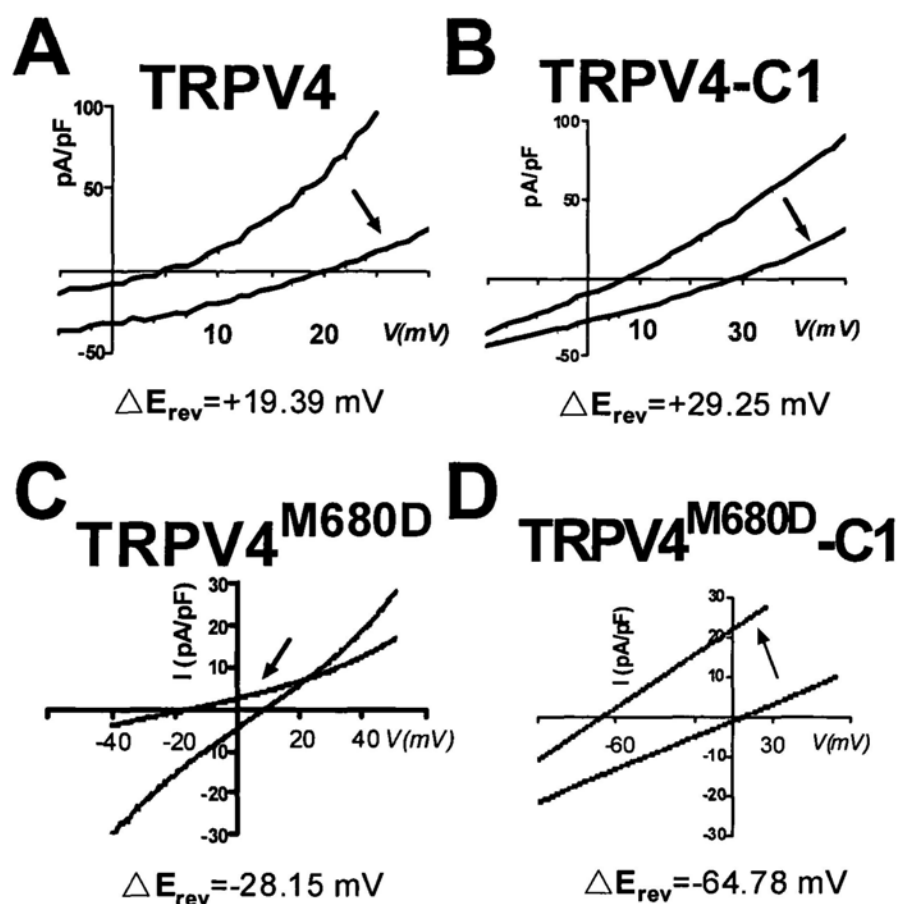 A
TRPV4
100
50
-50
pA/pF
10 20 V(mV)
△Erev=+19.39 mV
B
TRPV4-C1
100
50
-50
pA/pF
10 30 V(mV)
△Erev=+29.25 mV
C
TRPV4M680D
30
20
10
-10
-20
-30
I (pA/pF)
-40 -20 20 40 V(mV)
△Erev=-28.15 mV
D
TRPV4M680D-C1
30
20
10
-10
-20
-30
I (pA/pF)
-60 30 V(mV)
△Erev=-64.78 mV